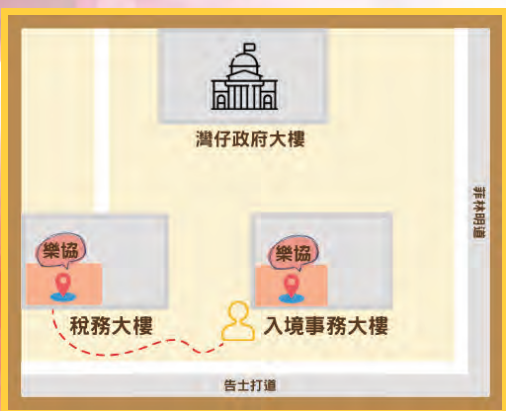 灣仔政府大樓
菲林明道
樂協
樂協
稅務大樓
入境事務大樓
告士打道